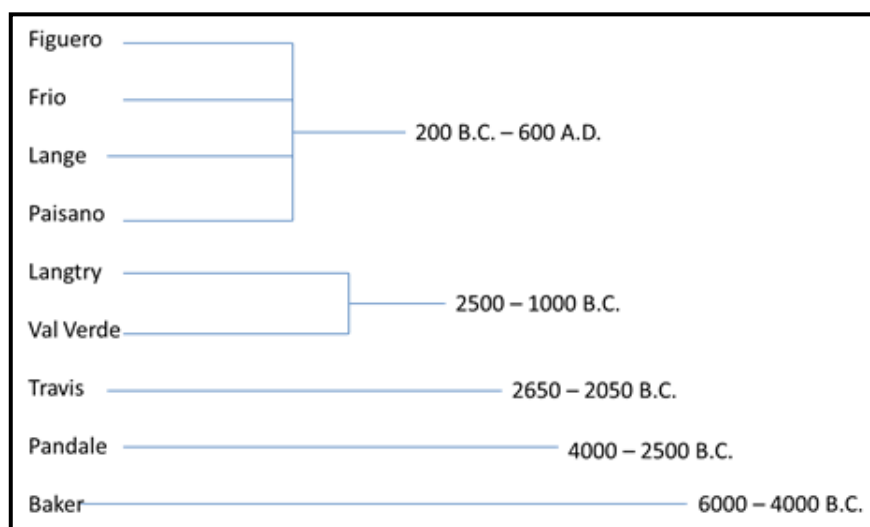 Figuero
Frio
200 B.C. – 600 A.D.
Lange
Paisano
Langtry
2500 – 1000 B.C.
Val Verde
Travis
2650 – 2050 B.C.
Pandale
4000 – 2500 B.C.
Baker
6000 – 4000 B.C.